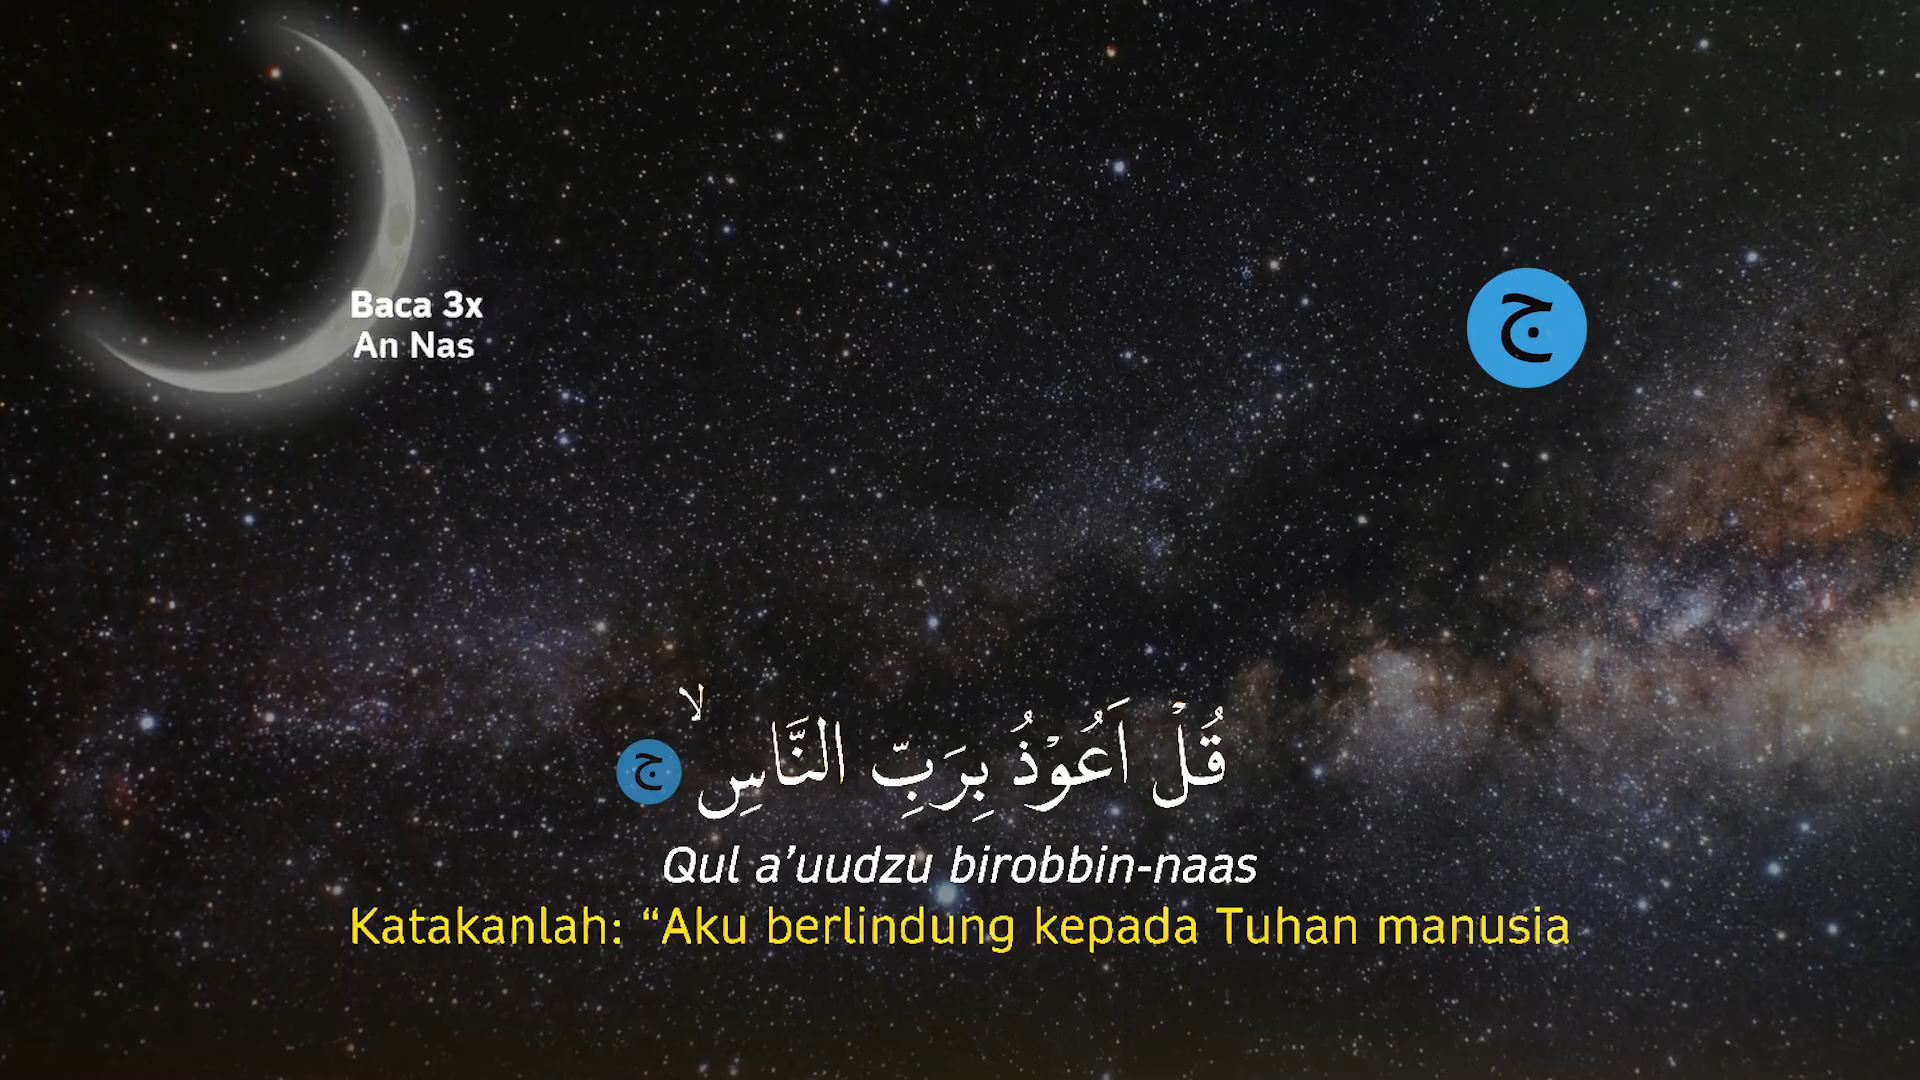 Baca 3x
An Nas
ج
قُلْ اَعُوْذُ بِرَبِّ النَّاسِۙ ج
Qul a’uudzu birobbin-naas
Katakanlah: “Aku berlindung kepada Tuhan manusia